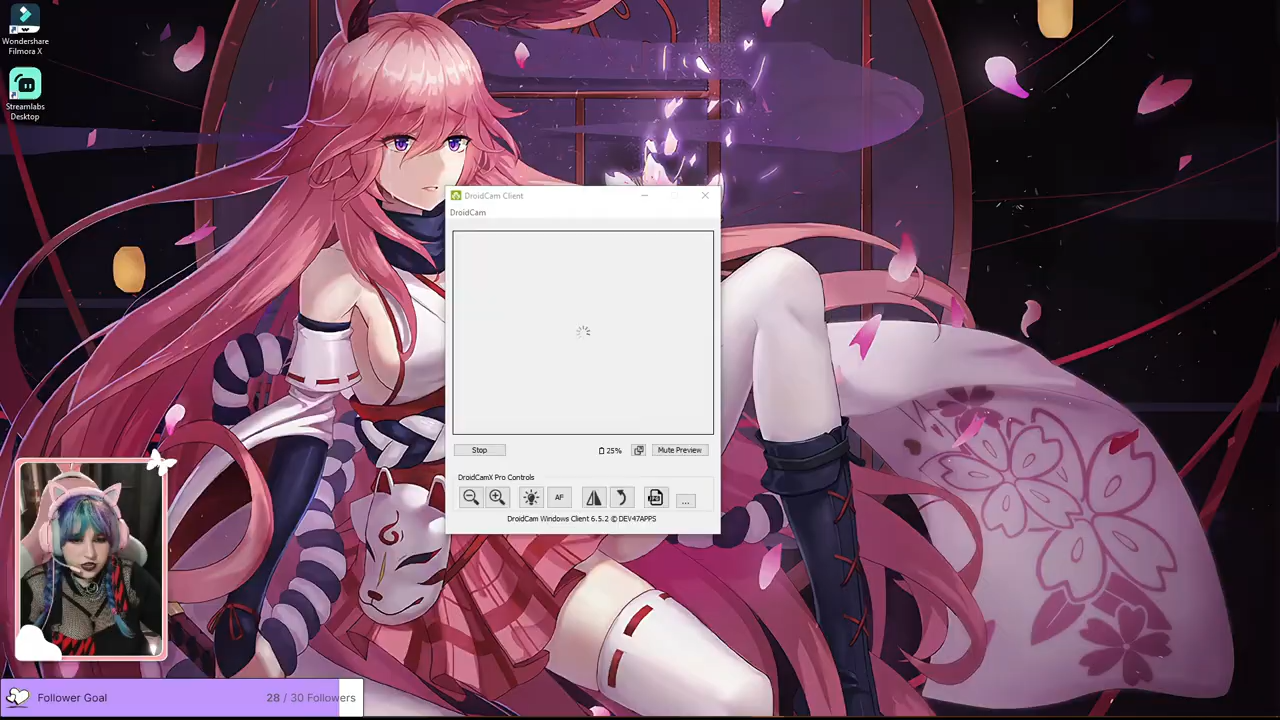 Wondershare
Filmora X
Streamlabs
Desktop
DroidCam Client
DroidCam
Stop
25%
Mute Preview
DroidCamX Pro Controls
AF
...
DroidCam Windows Client 6.5.2 © DEV47APPS
Follower Goal
28 / 30 Followers